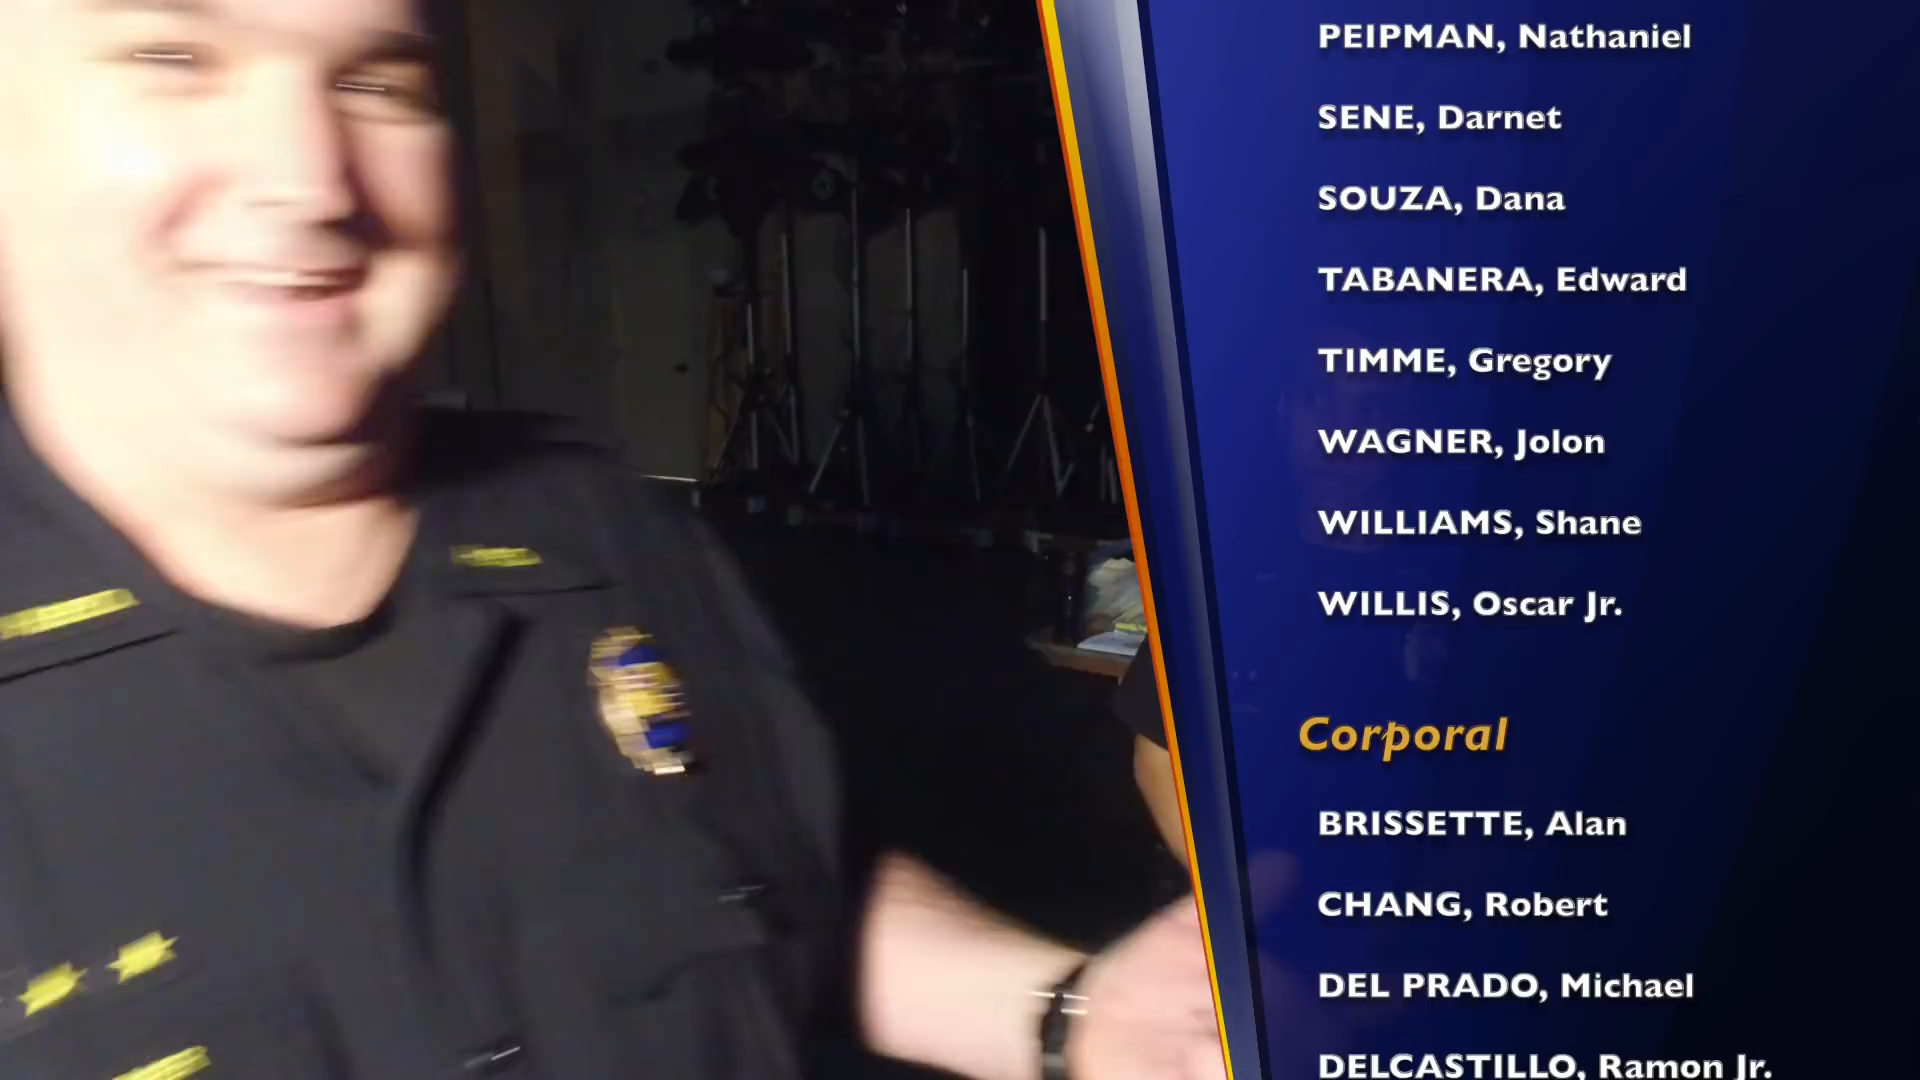 PEIPMAN, Nathaniel
SENE, Darnet
SOUZA, Dana
TABANERA, Edward
TIMME, Gregory
WAGNER, Jolon
WILLIAMS, Shane
WILLIS, Oscar Jr.
Corporal
BRISSETTE, Alan
CHANG, Robert
DEL PRADO, Michael
DELCASTILLO, Ramon Jr.